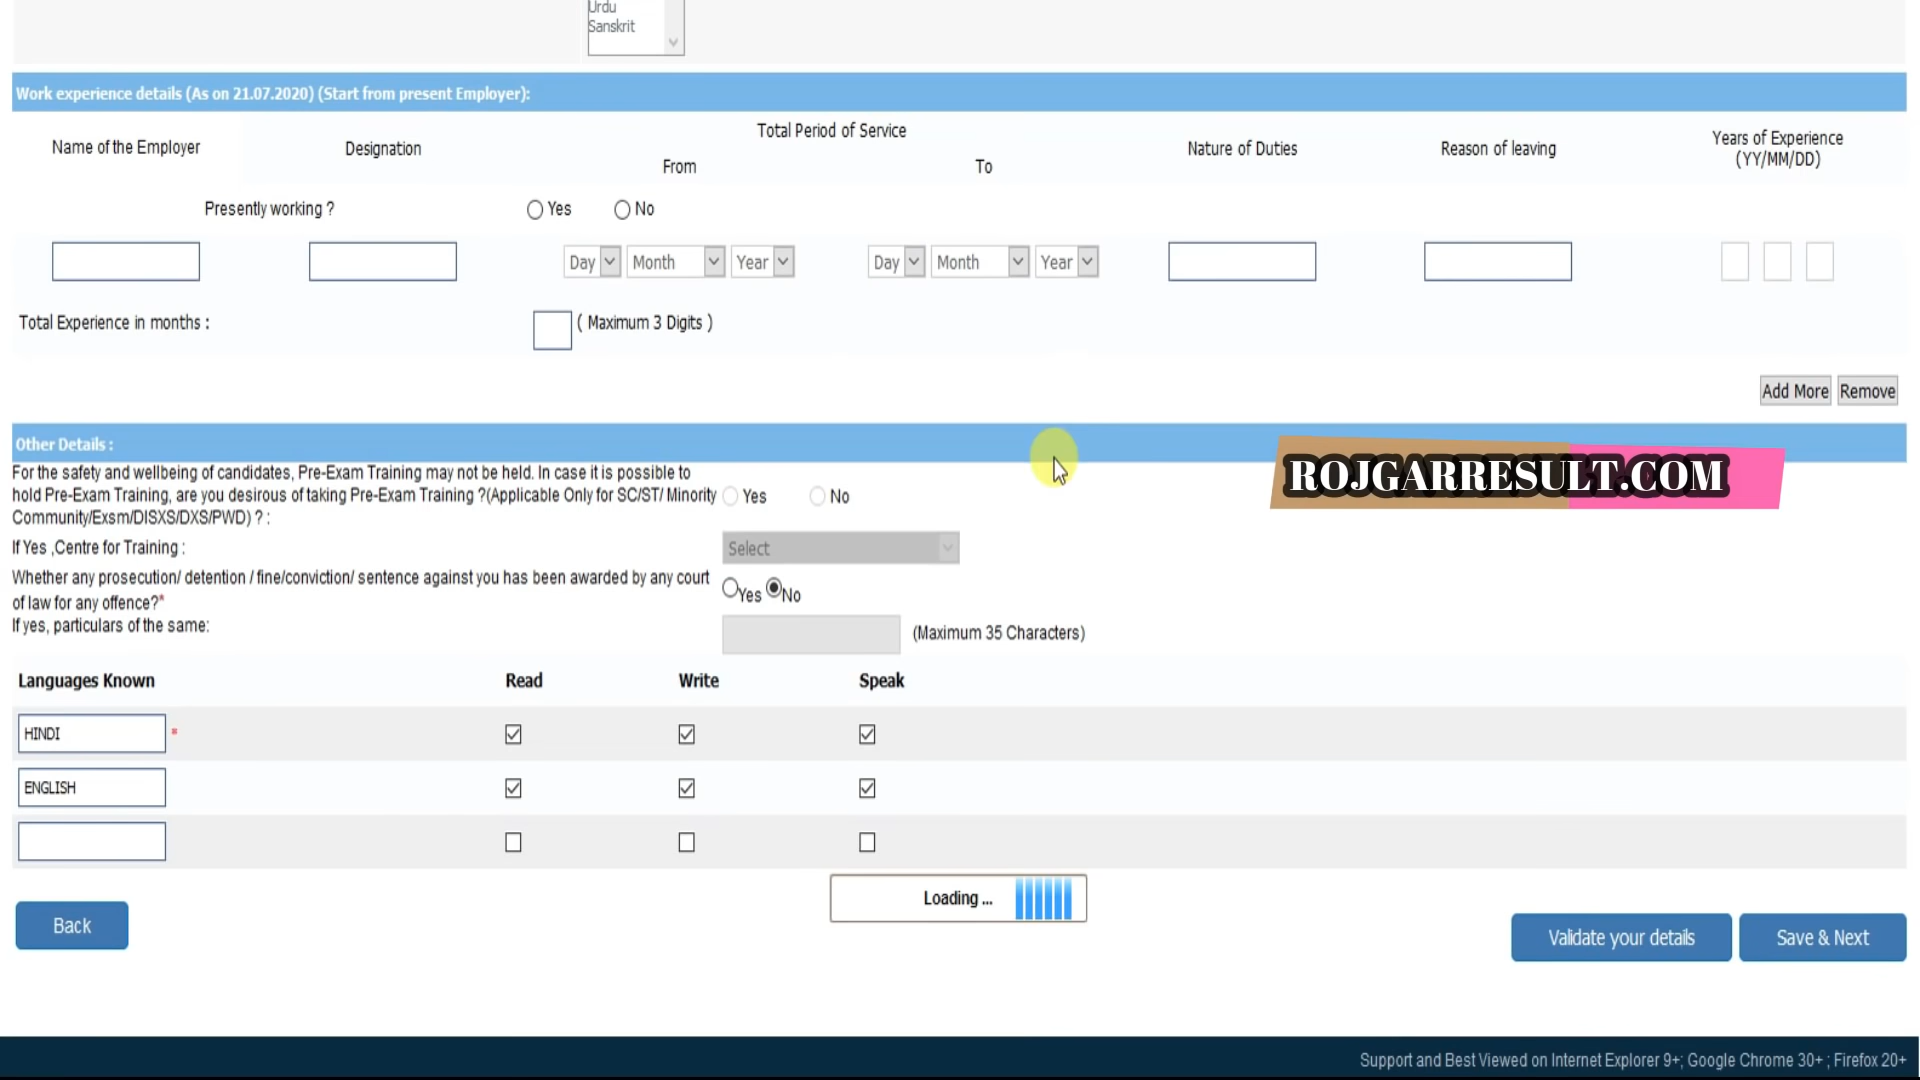 Urdu
Sanskrit
Work experience details (As on 21.07.2020) (Start from present Employer):
Name of the Employer
Designation
Total Period of Service
From
To
Nature of Duties
Reason of leaving
Years of Experience
(YY/MM/DD)
Presently working ?
Yes
No
Day Month Year
Day Month Year
Total Experience in months :
( Maximum 3 Digits )
Add More
Remove
Other Details :
ROJGARRESULT.COM
For the safety and wellbeing of candidates, Pre-Exam Training may not be held. In case it is possible to
hold Pre-Exam Training, are you desirous of taking Pre-Exam Training ?(Applicable Only for SC/ST/ Minority
Community/Exsm/DISXS/DXS/PWD) ? :
Yes
No
If Yes ,Centre for Training :
Select
Whether any prosecution/ detention / fine/conviction/ sentence against you has been awarded by any court
of law for any offence?*
Yes
No
If yes, particulars of the same:
(Maximum 35 Characters)
Languages Known
Read
Write
Speak
HINDI *
ENGLISH
Loading ...
Back
Validate your details
Save & Next
Support and Best Viewed on Internet Explorer 9+; Google Chrome 30+ ; Firefox 20+